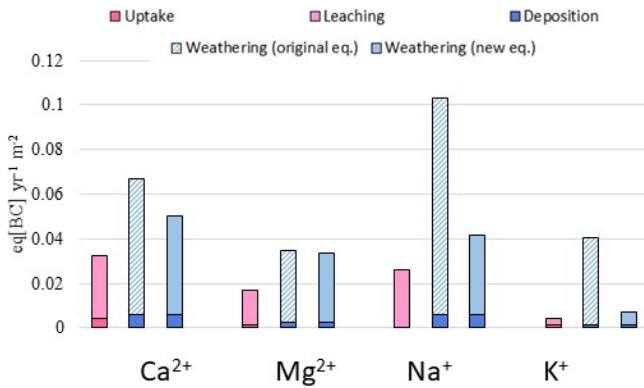 Uptake Leaching Deposition
Weathering (original eq.) Weathering (new eq.)
0.12
0.1
0.08
0.06
0.04
0.02
0
eq[BC] yr⁻¹ m⁻²
Ca²⁺ Mg²⁺ Na⁺ K⁺